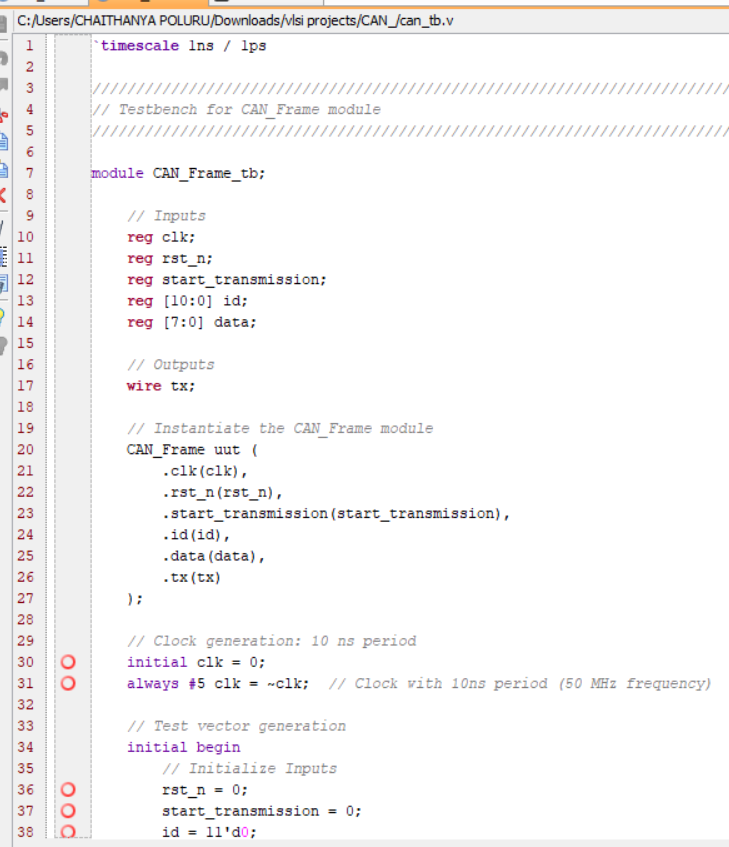 C:/Users/CHAITHANYA POLURU/Downloads/vlsi projects/CAN_/can_tb.v
1 `timescale 1ns / 1ps
2
3 ////////////////////////////////////////////////////////////////////////
4 // Testbench for CAN_Frame module
5 ////////////////////////////////////////////////////////////////////////
6
7 module CAN_Frame_tb;
8
9 // Inputs
10 reg clk;
11 reg rst_n;
12 reg start_transmission;
13 reg [10:0] id;
14 reg [7:0] data;
15
16 // Outputs
17 wire tx;
18
19 // Instantiate the CAN_Frame module
20 CAN_Frame uut (
21 .clk(clk),
22 .rst_n(rst_n),
23 .start_transmission(start_transmission),
24 .id(id),
25 .data(data),
26 .tx(tx)
27 );
28
29 // Clock generation: 10 ns period
30 initial clk = 0;
31 always #5 clk = ~clk; // Clock with 10ns period (50 MHz frequency)
32
33 // Test vector generation
34 initial begin
35 // Initialize Inputs
36 rst_n = 0;
37 start_transmission = 0;
38 id = 11'd0;